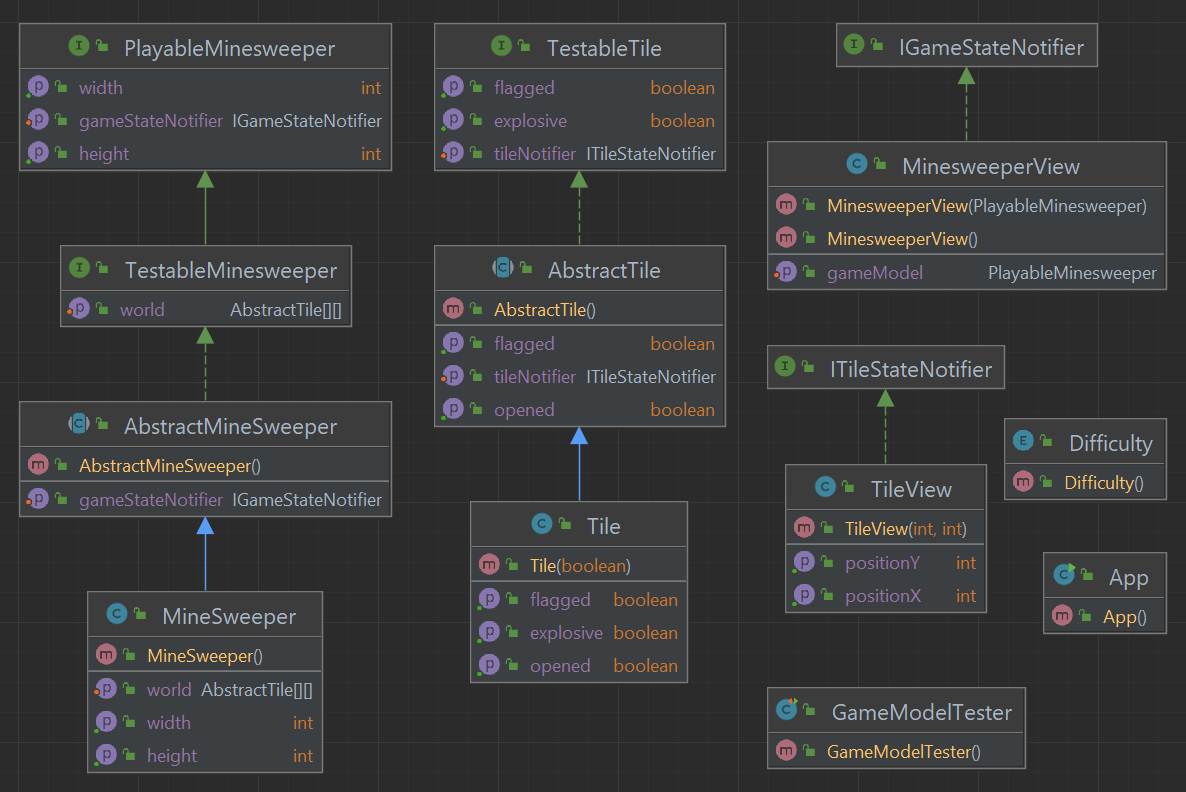 PlayableMinesweeper
width int
gameStateNotifier IGameStateNotifier
height int
TestableMinesweeper
world AbstractTile[][]
AbstractMineSweeper
AbstractMineSweeper()
gameStateNotifier IGameStateNotifier
MineSweeper
MineSweeper()
world AbstractTile[][]
width int
height int
TestableTile
flagged boolean
explosive boolean
tileNotifier ITileStateNotifier
AbstractTile
AbstractTile()
flagged boolean
tileNotifier ITileStateNotifier
opened boolean
Tile
Tile(boolean)
flagged boolean
explosive boolean
opened boolean
IGameStateNotifier
MinesweeperView
MinesweeperView(PlayableMinesweeper)
MinesweeperView()
gameModel PlayableMinesweeper
ITileStateNotifier
TileView
TileView(int, int)
positionY int
positionX int
Difficulty
Difficulty()
App
App()
GameModelTester
GameModelTester()